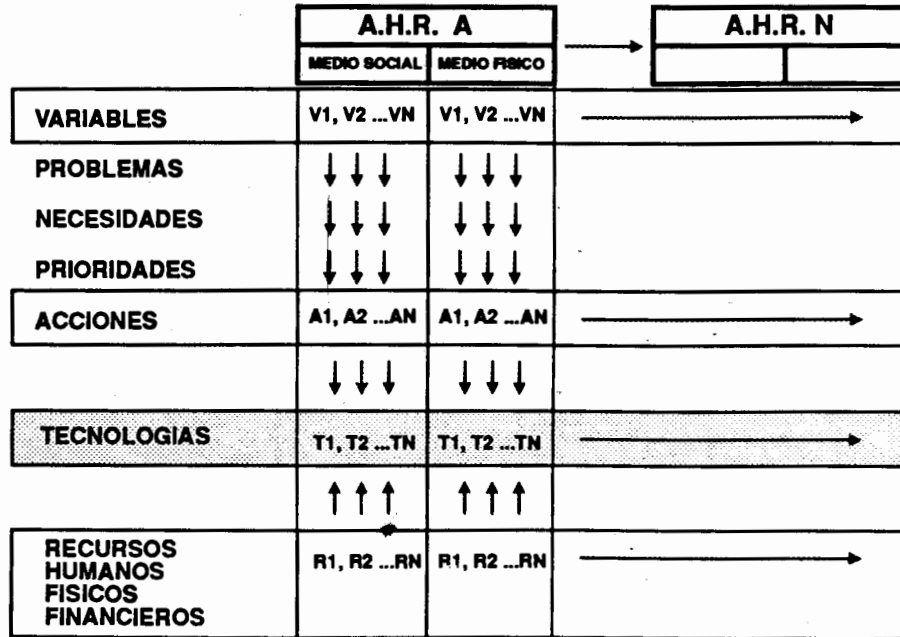 A.H.R. A
A.H.R. N
MEDIO SOCIAL
MEDIO FISICO
VARIABLES
V1, V2 ...VN
V1, V2 ...VN
PROBLEMAS
NECESIDADES
PRIORIDADES
ACCIONES
A1, A2 ...AN
A1, A2 ...AN
TECNOLOGIAS
T1, T2 ...TN
T1, T2 ...TN
RECURSOS
R1, R2 ...RN
R1, R2 ...RN
HUMANOS
FISICOS
FINANCIEROS